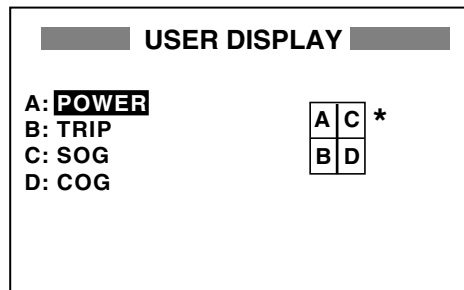 USER DISPLAY
A: POWER
B: TRIP
C: SOG
D: COG
A C *
B D